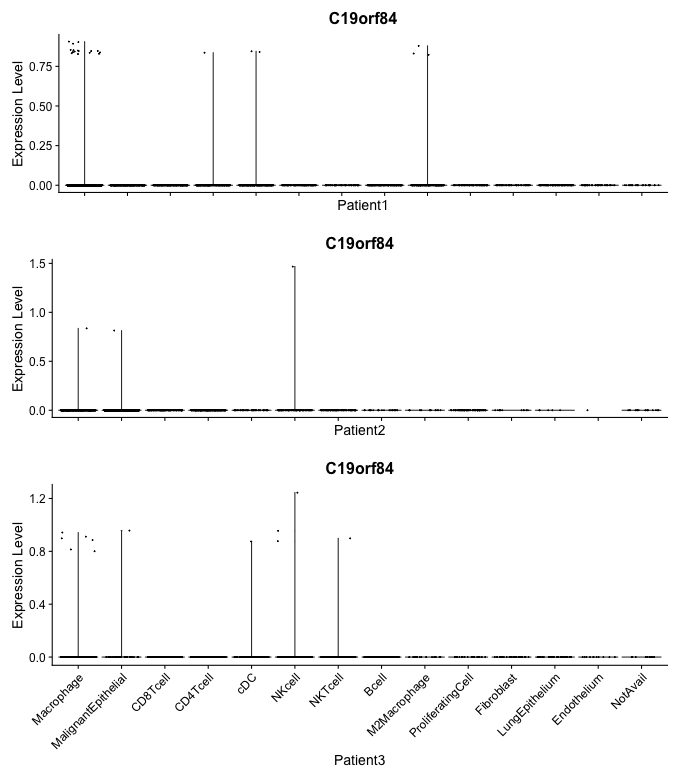 C19orf84
Expression Level
0.75
0.50
0.25
0.00
Patient1
C19orf84
Expression Level
1.5
1.0
0.5
0.0
Patient2
C19orf84
Expression Level
1.2
0.8
0.4
0.0
Macrophage
MalignantEpithelial
CD8Tcell
CD4Tcell
cDC
NKcell
NKTcell
Bcell
M2Macrophage
ProliferatingCell
Fibroblast
LungEpithelium
Endothelium
NotAvail
Patient3